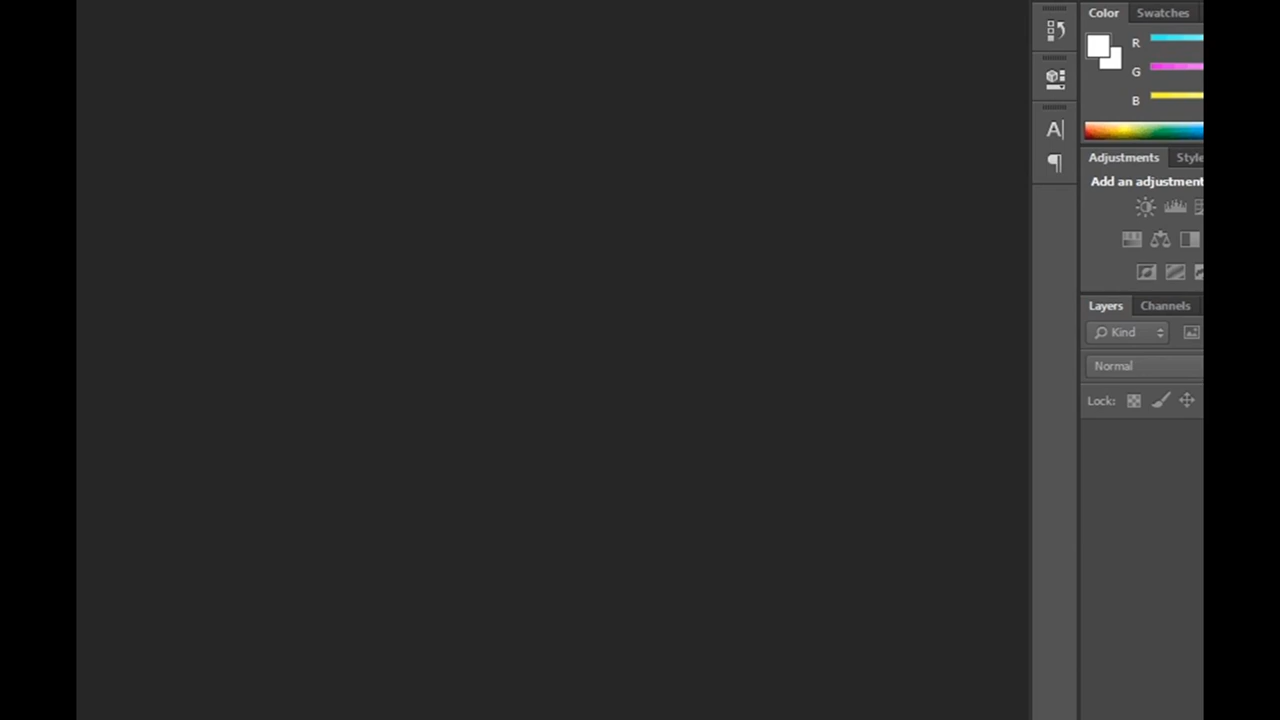 Color Swatches
R
G
B
A
Adjustments Style
Add an adjustment
Layers Channels
Kind
Normal
Lock: